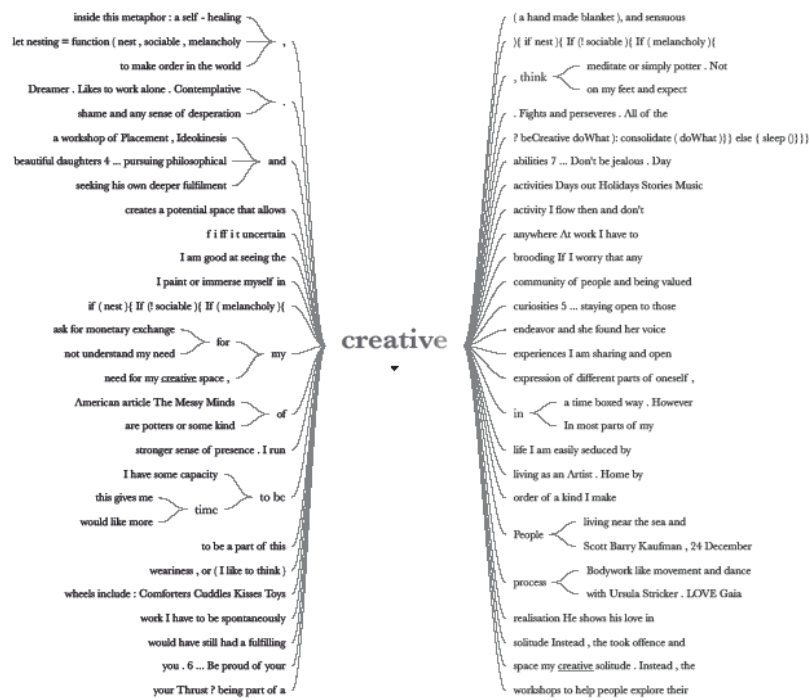 inside this metaphor : a self - healing
let nesting = function ( nest , sociable , melancholy
,
to make order in the world
Dreamer . Likes to work alone . Contemplative
.
shame and any sense of desperation
a workshop of Placement , Ideokinesis
beautiful daughters 4 ... pursuing philosophical
and
seeking his own deeper fulfilment
creates a potential space that allows
f i ff i t uncertain
I am good at seeing the
I paint or immerse myself in
if ( nest ){ If (! sociable ){ If ( melancholy ){
ask for monetary exchange
for
not understand my need
my
need for my creative space ,
American article The Messy Minds
of
are potters or some kind
stronger sense of presence . I run
I have some capacity
to be
this gives me
time
would like more
to be a part of this
weariness , or ( I like to think )
wheels include : Comforters Cuddles Kisses Toys
work I have to be spontaneously
would have still had a fulfilling
you . 6 ... Be proud of your
your Thrust ? being part of a
creative
( a hand made blanket ), and sensuous
){ if nest ){ If (! sociable ){ If ( melancholy ){
, think
meditate or simply potter . Not
on my feet and expect
. Fights and perseveres . All of the
? beCreative doWhat ): consolidate ( doWhat )}} else { sleep ()}}}
abilities 7 ... Don't be jealous . Day
activities Days out Holidays Stories Music
activity I flow then and don't
anywhere At work I have to
brooding If I worry that any
community of people and being valued
curiosities 5 ... staying open to those
endeavor and she found her voice
experiences I am sharing and open
expression of different parts of oneself ,
in
a time boxed way . However
In most parts of my
life I am easily seduced by
living as an Artist . Home by
order of a kind I make
People
living near the sea and
Scott Barry Kaufman , 24 December
process
Bodywork like movement and dance
with Ursula Stricker . LOVE Gaia
realisation He shows his love in
solitude Instead , the took offence and
space my creative solitude . Instead , the
workshops to help people explore their